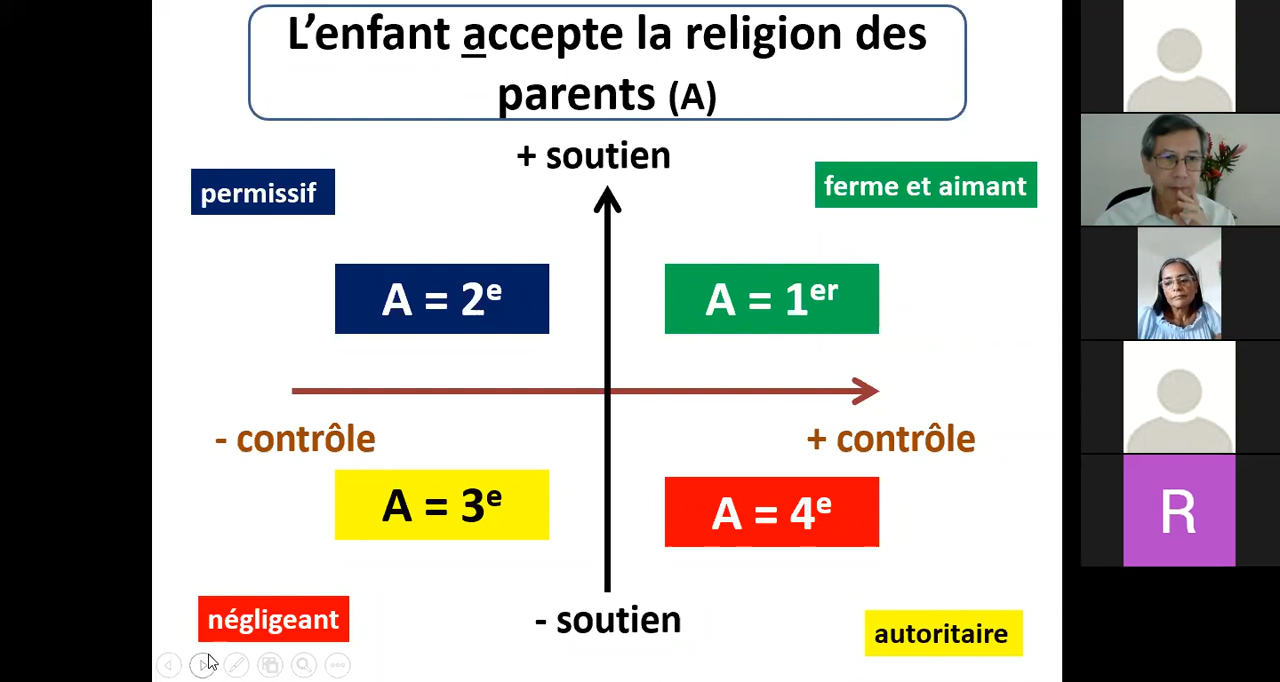 L’enfant accepte la religion des
parents (A)
+ soutien
permissif
ferme et aimant
A = 2ᵉ
A = 1ᵉʳ
- contrôle
+ contrôle
A = 3ᵉ
A = 4ᵉ
négligeant
- soutien
autoritaire
R